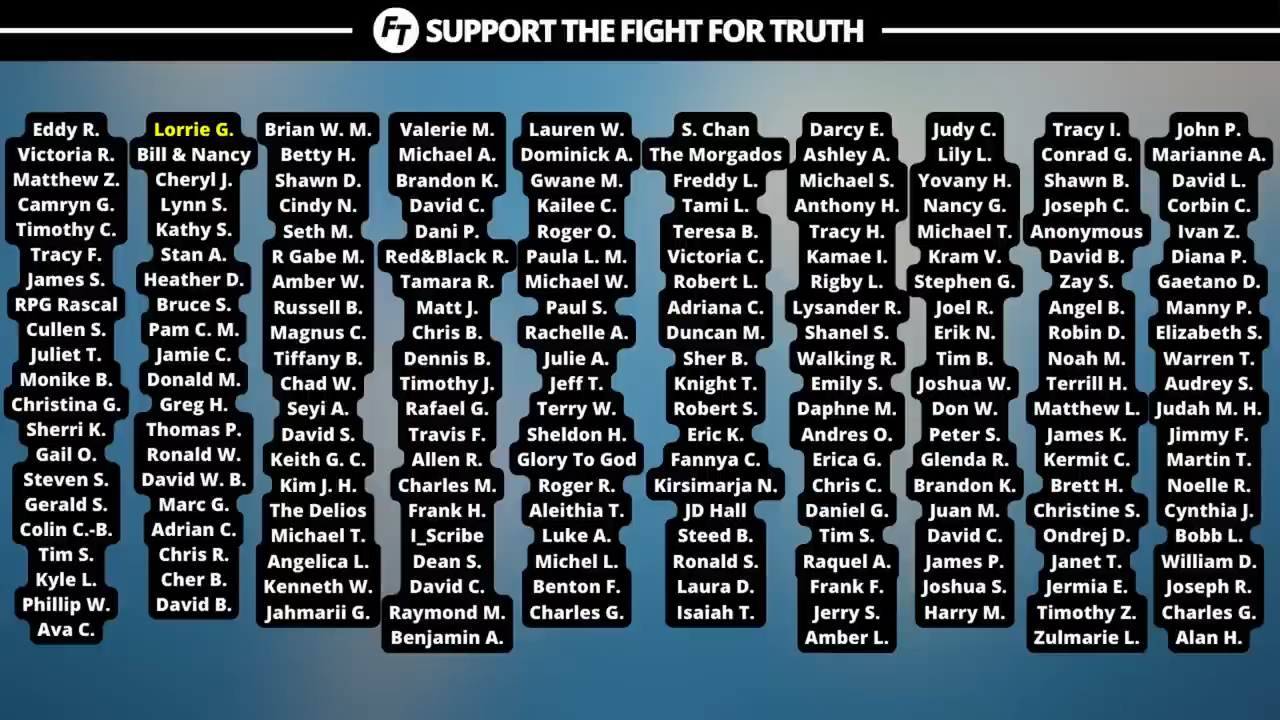 FT SUPPORT THE FIGHT FOR TRUTH
Eddy R.
Victoria R.
Matthew Z.
Camryn G.
Timothy C.
Tracy F.
James S.
RPG Rascal
Cullen S.
Juliet T.
Monike B.
Christina G.
Sherri K.
Gail O.
Steven S.
Gerald S.
Colin C.-B.
Tim S.
Kyle L.
Phillip W.
Ava C.
Lorrie G.
Bill & Nancy
Cheryl J.
Lynn S.
Kathy S.
Stan A.
Heather D.
Bruce S.
Pam C. M.
Jamie C.
Donald M.
Greg H.
Thomas P.
Ronald W.
David W. B.
Marc G.
Adrian C.
Chris R.
Cher B.
David B.
Brian W. M.
Betty H.
Shawn D.
Cindy N.
Seth M.
R Gabe M.
Amber W.
Russell B.
Magnus C.
Tiffany B.
Chad W.
Seyi A.
David S.
Keith G. C.
Kim J. H.
The Delios
Michael T.
Angelica L.
Kenneth W.
Jahmarii G.
Valerie M.
Michael A.
Brandon K.
David C.
Dani P.
Red&Black R.
Tamara R.
Matt J.
Chris B.
Dennis B.
Timothy J.
Rafael G.
Travis F.
Allen R.
Charles M.
Frank H.
I_Scribe
Dean S.
David C.
Raymond M.
Benjamin A.
Lauren W.
Dominick A.
Gwane M.
Kailee C.
Roger O.
Paula L. M.
Michael W.
Paul S.
Rachelle A.
Julie A.
Jeff T.
Terry W.
Sheldon H.
Glory To God
Roger R.
Aleithia T.
Luke A.
Michel L.
Benton F.
Charles G.
S. Chan
The Morgados
Freddy L.
Tami L.
Teresa B.
Victoria C.
Robert L.
Adriana C.
Duncan M.
Sher B.
Knight T.
Robert S.
Eric K.
Fannya C.
Kirsimarja N.
JD Hall
Steed B.
Ronald S.
Laura D.
Isaiah T.
Darcy E.
Ashley A.
Michael S.
Anthony H.
Tracy H.
Kamae I.
Rigby L.
Lysander R.
Shanel S.
Walking R.
Emily S.
Daphne M.
Andres O.
Erica G.
Chris C.
Daniel G.
Tim S.
Raquel A.
Frank F.
Jerry S.
Amber L.
Judy C.
Lily L.
Yovany H.
Nancy G.
Michael T.
Kram V.
Stephen G.
Joel R.
Erik N.
Tim B.
Joshua W.
Don W.
Peter S.
Glenda R.
Brandon K.
Juan M.
David C.
James P.
Joshua S.
Harry M.
Tracy I.
Conrad G.
Shawn B.
Joseph C.
Anonymous
David B.
Zay S.
Angel B.
Robin D.
Noah M.
Terrill H.
Matthew L.
James K.
Kermit C.
Brett H.
Christine S.
Ondrej D.
Janet T.
Jermia E.
Timothy Z.
Zulmarie L.
John P.
Marianne A.
David L.
Corbin C.
Ivan Z.
Diana P.
Gaetano D.
Manny P.
Elizabeth S.
Warren T.
Audrey S.
Judah M. H.
Jimmy F.
Martin T.
Noelle R.
Cynthia J.
Bobb L.
William D.
Joseph R.
Charles G.
Alan H.